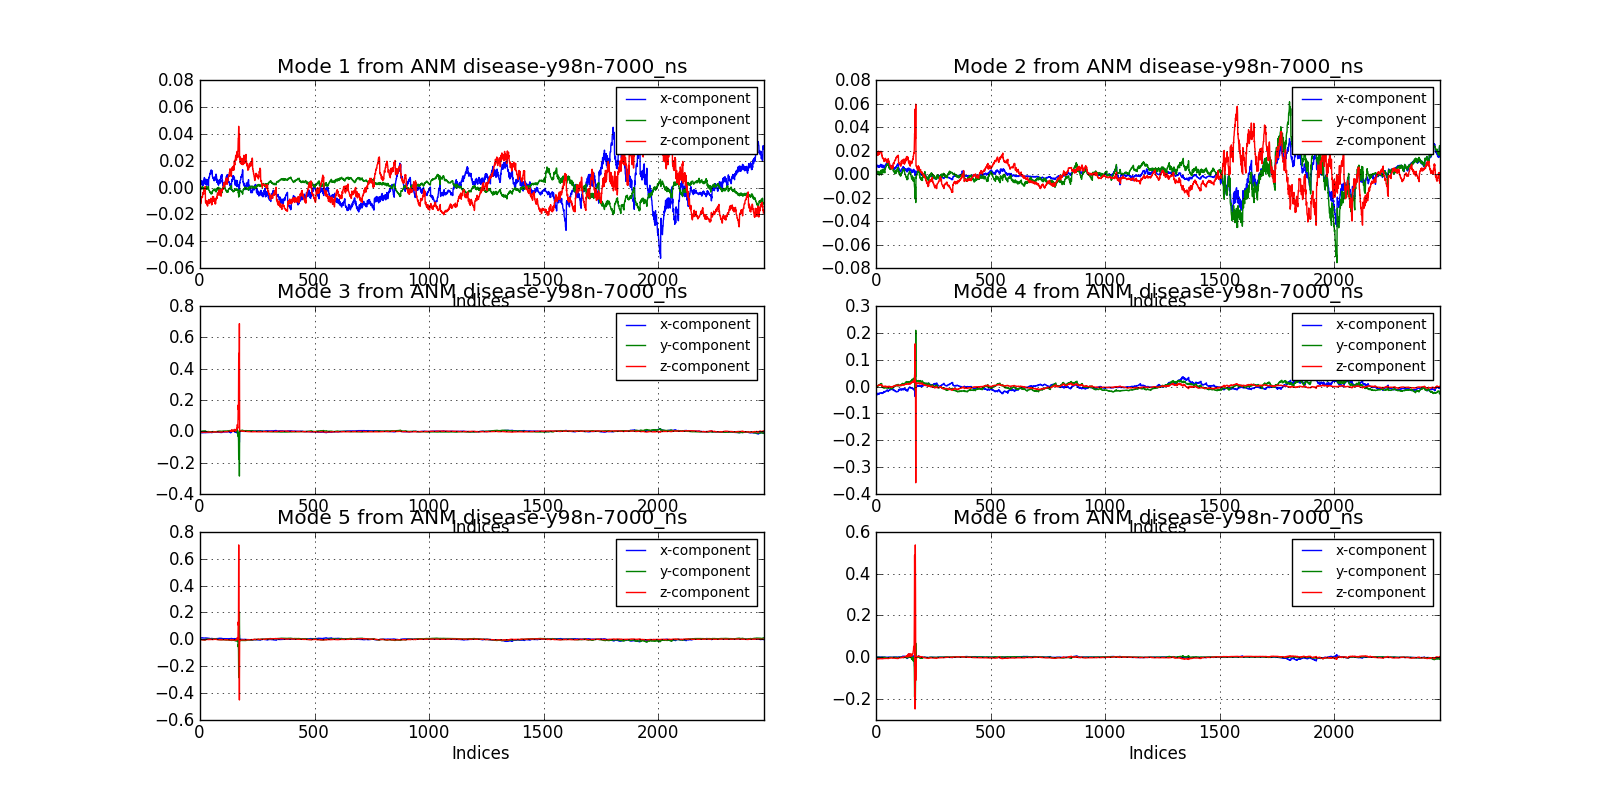 Mode 1 from ANM disease-y98n-7000_ns
0.08
0.06
0.04
0.02
0.00
−0.02
−0.04
−0.06
x-component
y-component
z-component
0 500 1000 1500 2000
Indices
Mode 2 from ANM disease-y98n-7000_ns
0.08
0.06
0.04
0.02
0.00
−0.02
−0.04
−0.06
−0.08
x-component
y-component
z-component
0 500 1000 1500 2000
Indices
Mode 3 from ANM disease-y98n-7000_ns
0.8
0.6
0.4
0.2
0.0
−0.2
−0.4
x-component
y-component
z-component
0 500 1000 1500 2000
Indices
Mode 4 from ANM disease-y98n-7000_ns
0.3
0.2
0.1
0.0
−0.1
−0.2
−0.3
−0.4
x-component
y-component
z-component
0 500 1000 1500 2000
Indices
Mode 5 from ANM disease-y98n-7000_ns
0.8
0.6
0.4
0.2
0.0
−0.2
−0.4
−0.6
x-component
y-component
z-component
0 500 1000 1500 2000
Indices
Mode 6 from ANM disease-y98n-7000_ns
0.6
0.4
0.2
0.0
−0.2
x-component
y-component
z-component
0 500 1000 1500 2000
Indices